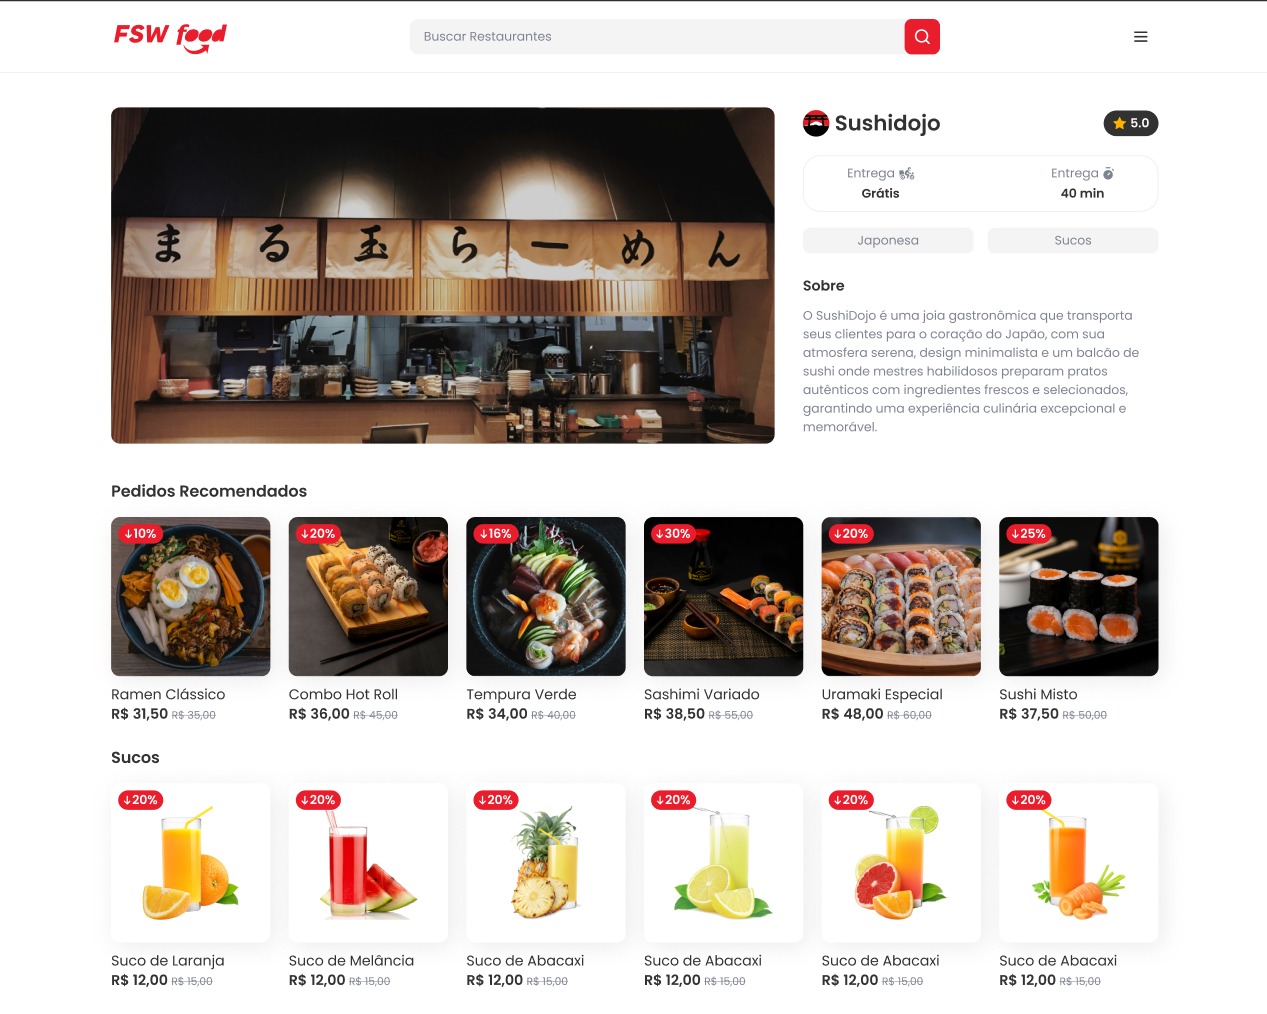 FSW food
Buscar Restaurantes
まる玉らーめん
Sushidojo
5.0
Entrega
Grátis
Entrega
40 min
Japonesa
Sucos
Sobre
O SushiDojo é uma joia gastronômica que transporta
seus clientes para o coração do Japão, com sua
atmosfera serena, design minimalista e um balcão de
sushi onde mestres habilidosos preparam pratos
autênticos com ingredientes frescos e selecionados,
garantindo uma experiência culinária excepcional e
memorável.
Pedidos Recomendados
↓10%
↓20%
↓16%
↓30%
↓20%
↓25%
Ramen Clássico
R$ 31,50 R$ 35,00
Combo Hot Roll
R$ 36,00 R$ 45,00
Tempura Verde
R$ 34,00 R$ 40,00
Sashimi Variado
R$ 38,50 R$ 55,00
Uramaki Especial
R$ 48,00 R$ 60,00
Sushi Misto
R$ 37,50 R$ 50,00
Sucos
↓20%
↓20%
↓20%
↓20%
↓20%
↓20%
Suco de Laranja
R$ 12,00 R$ 15,00
Suco de Melância
R$ 12,00 R$ 15,00
Suco de Abacaxi
R$ 12,00 R$ 15,00
Suco de Abacaxi
R$ 12,00 R$ 15,00
Suco de Abacaxi
R$ 12,00 R$ 15,00
Suco de Abacaxi
R$ 12,00 R$ 15,00